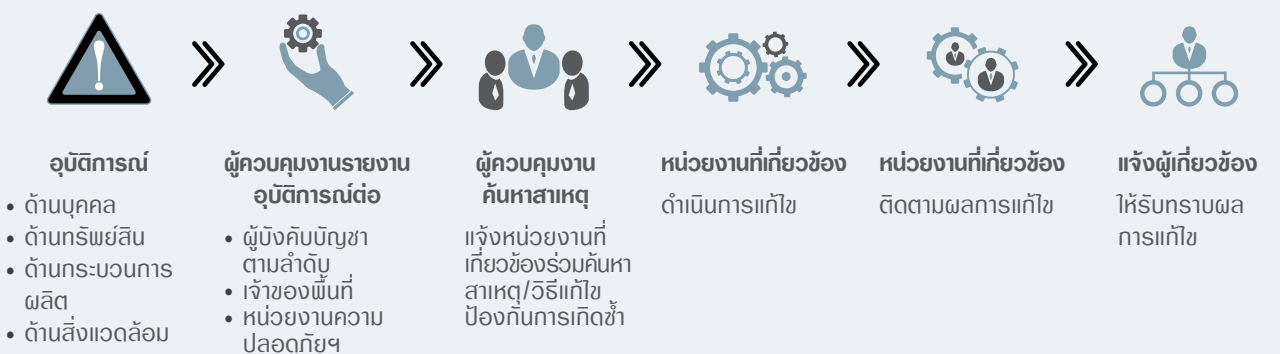 อุบัติการณ์
• ด้านบุคคล
• ด้านทรัพย์สิน
• ด้านกระบวนการ
ผลิต
• ด้านสิ่งแวดล้อม
ผู้ควบคุมงานรายงาน
อุบัติการณ์ต่อ
• ผู้บังคับบัญชา
ตามลำดับ
• เจ้าของพื้นที่
• หน่วยงานความ
ปลอดภัยฯ
ผู้ควบคุมงาน
ค้นหาสาเหตุ
แจ้งหน่วยงานที่
เกี่ยวข้องร่วมค้นหา
สาเหตุ/วิธีแก้ไข
ป้องกันการเกิดซ้ำ
หน่วยงานที่เกี่ยวข้อง
ดำเนินการแก้ไข
หน่วยงานที่เกี่ยวข้อง
ติดตามผลการแก้ไข
แจ้งผู้เกี่ยวข้อง
ให้รับทราบผล
การแก้ไข